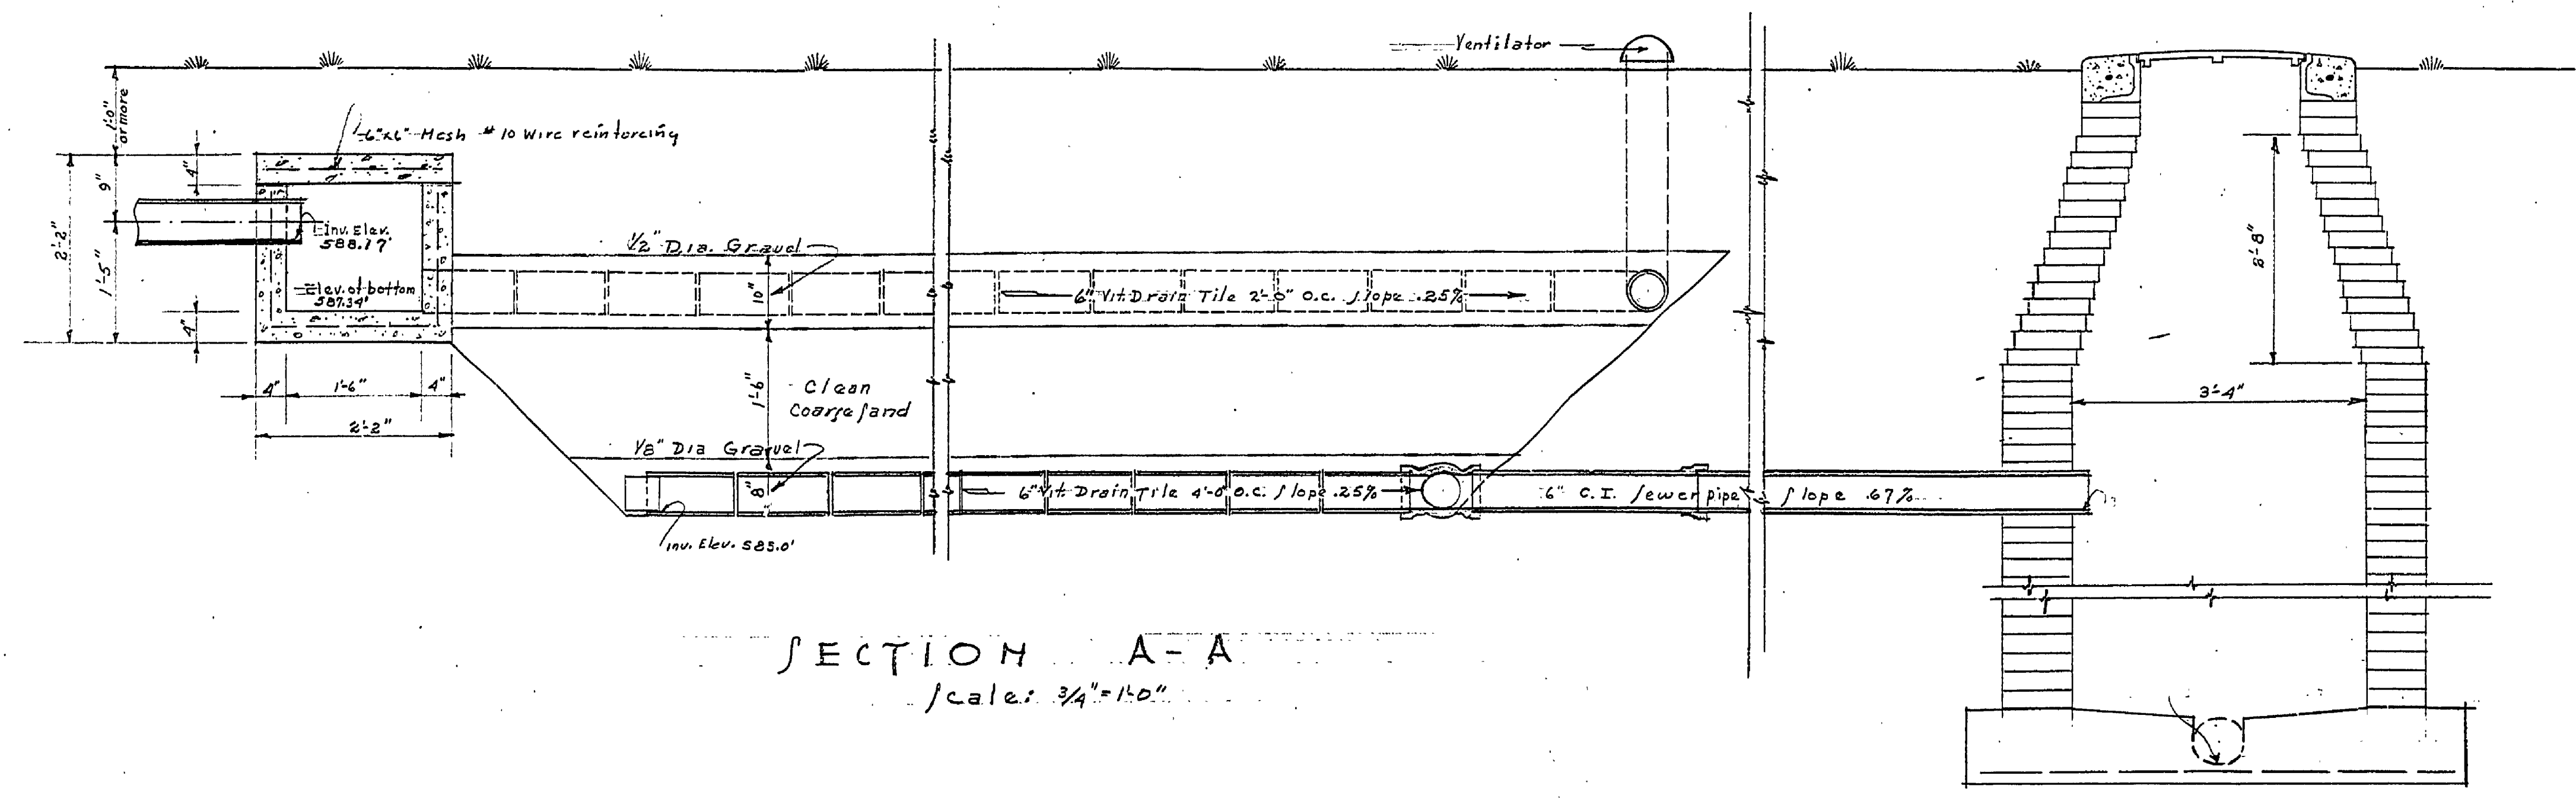 Ventilator
1'-0"
or more
6"x6" Mesh #10 Wire reinforcing
4"
9"
2'-2"
1'-5"
4"
Inv. Elev.
588.17'
Elev. of bottom
587.34'
4"
1'-6"
4"
2'-2"
1/2" Dia. Gravel
10"
6" Vit Drain Tile 2'-0" O.C. Slope .25%
1'-6"
Clean
Coarse Sand
1/8" Dia Gravel
8"
6" Vit Drain Tile 4'-0" O.C. Slope .25%
6" C.I. Sewer pipe Slope .67%
Inv. Elev. 585.0'
3'-4"
SECTION A-A
Scale: 3/4"=1'-0"